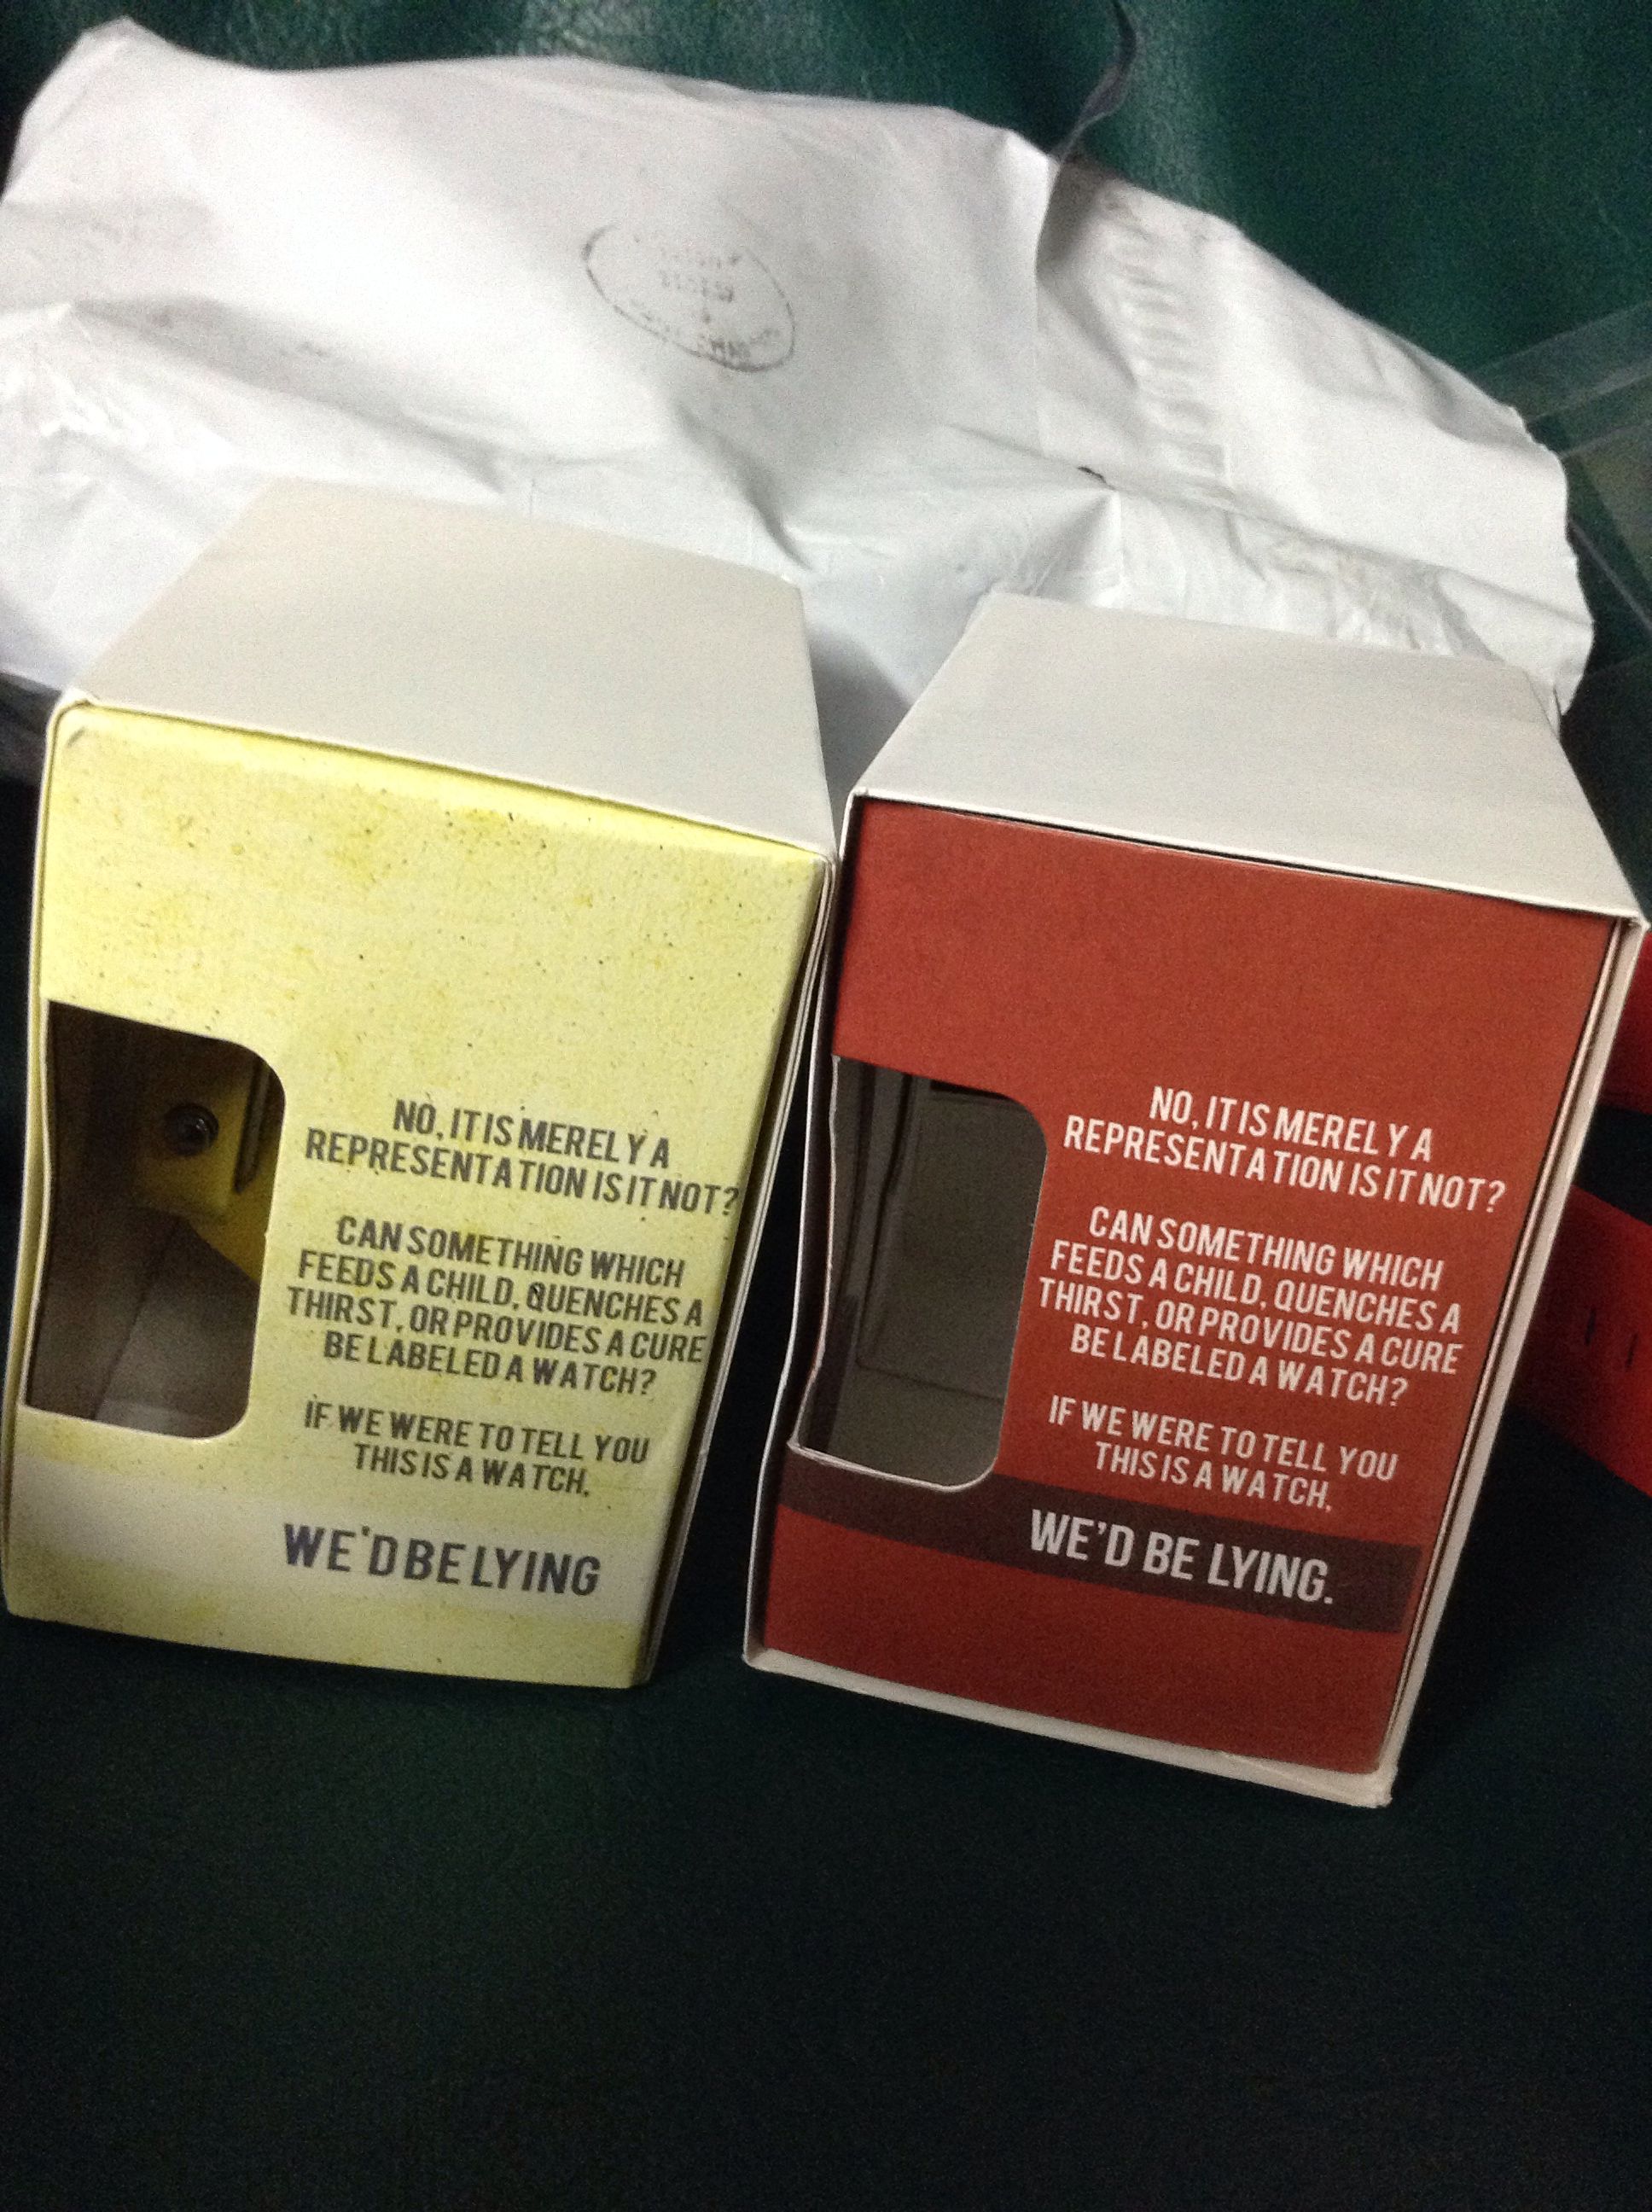 NO, IT IS MERELY A
REPRESENTATION IS IT NOT?
CAN SOMETHING WHICH
FEEDS A CHILD, QUENCHES A
THIRST, OR PROVIDES A CURE
BE LABELED A WATCH?
IF WE WERE TO TELL YOU
THIS IS A WATCH,
WE'D BE LYING
NO, IT IS MERELY A
REPRESENTATION IS IT NOT?
CAN SOMETHING WHICH
FEEDS A CHILD, QUENCHES A
THIRST, OR PROVIDES A CURE
BE LABELED A WATCH?
IF WE WERE TO TELL YOU
THIS IS A WATCH,
WE'D BE LYING.